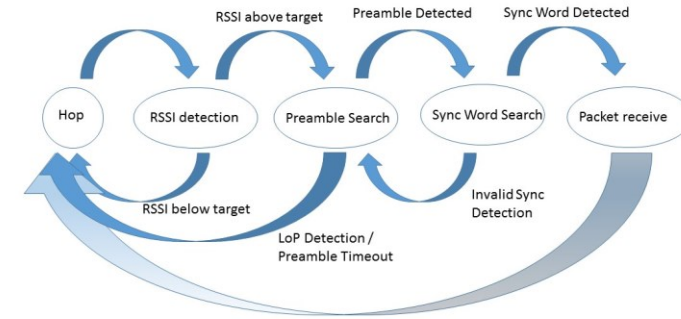 RSSI above target
Preamble Detected
Sync Word Detected
Hop
RSSI detection
Preamble Search
Sync Word Search
Packet receive
RSSI below target
Invalid Sync
Detection
LoP Detection /
Preamble Timeout